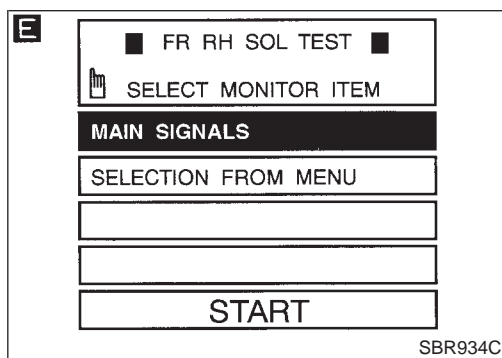 E
FR RH SOL TEST
SELECT MONITOR ITEM
MAIN SIGNALS
SELECTION FROM MENU
START
SBR934C